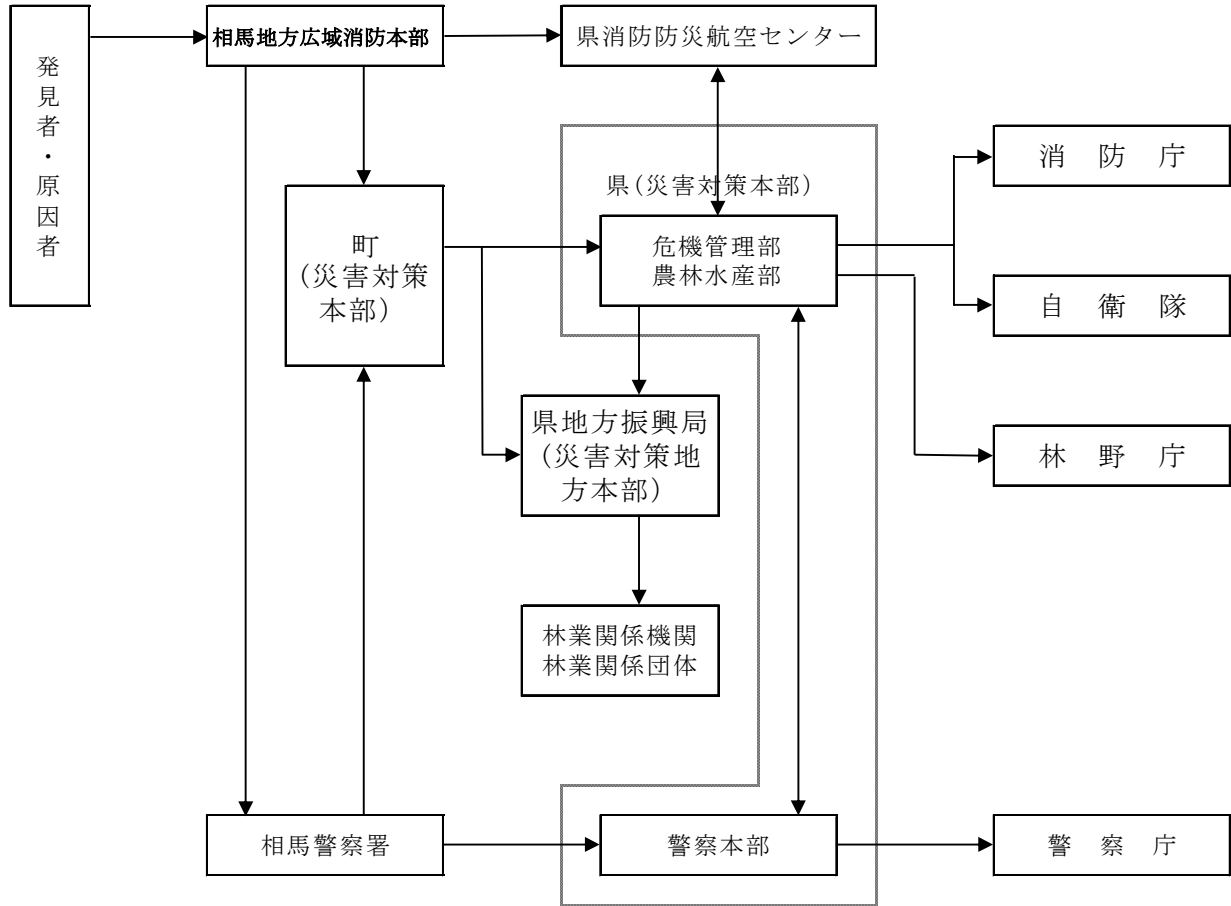 発見者・原因者
相馬地方広域消防本部
県消防防災航空センター
県(災害対策本部)
消防庁
町
(災害対策
本部)
危機管理部
農林水産部
自衛隊
県地方振興局
(災害対策地
方本部)
林野庁
林業関係機関
林業関係団体
相馬警察署
警察本部
警察庁